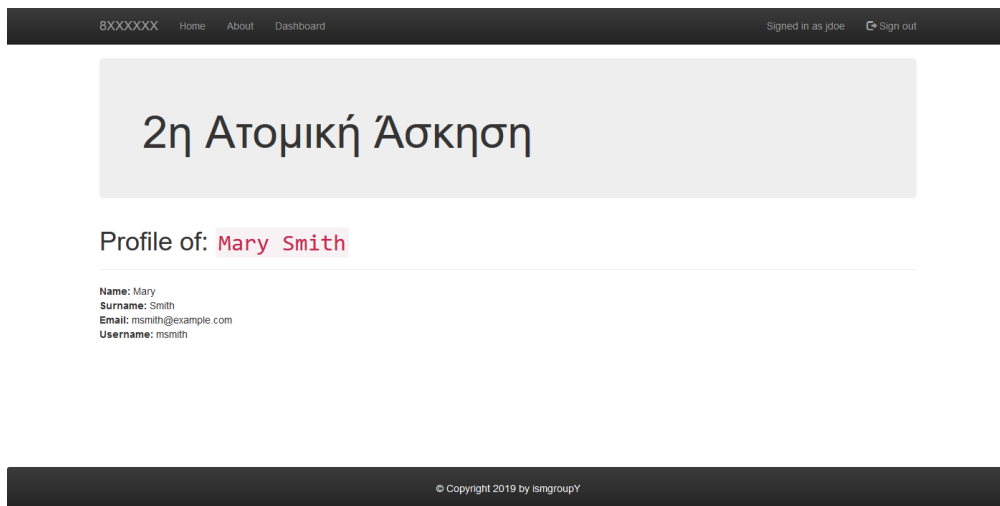 8XXXXXX Home About Dashboard Signed in as jdoe Sign out
2η Ατομική Άσκηση
Profile of: Mary Smith
Name: Mary
Surname: Smith
Email: msmith@example.com
Username: msmith
© Copyright 2019 by ismgroupY